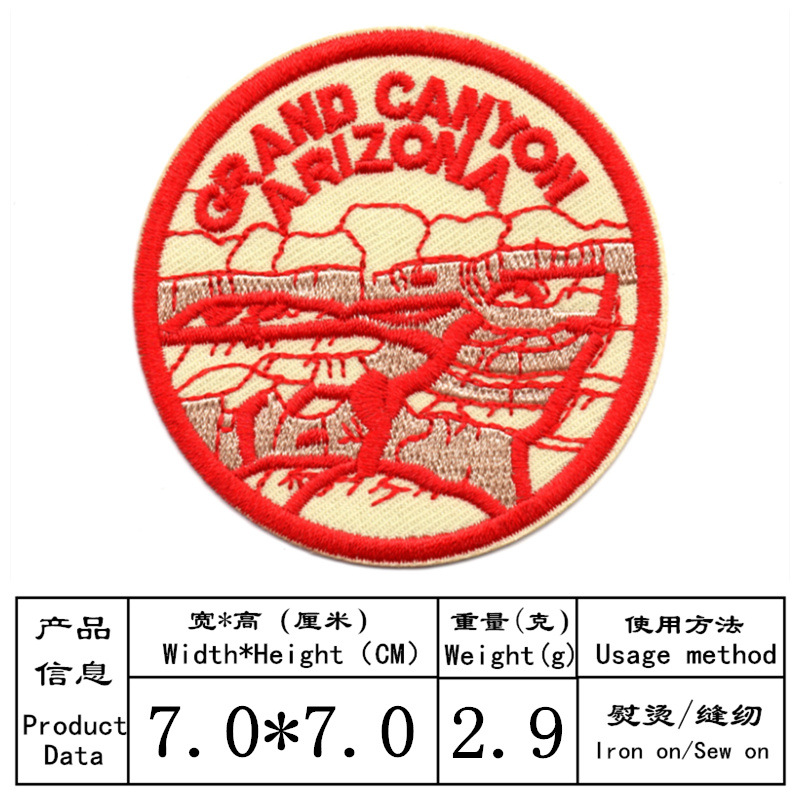 GRAND CANYON
ARIZONA
产品
信息
Product
Data
宽*高 (厘米)
Width*Height (CM)
重量(克)
Weight(g)
使用方法
Usage method
7.0*7.0
2.9
熨烫/缝纫
Iron on/Sew on